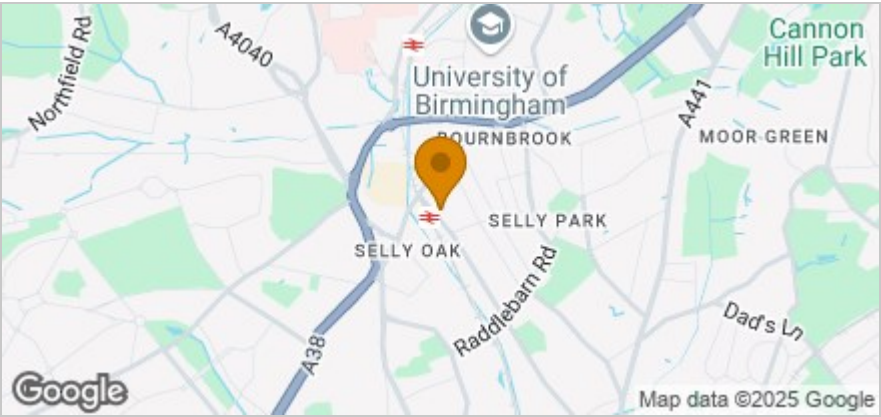 A4040
Cannon
Hill Park
Northfield Rd
University of
Birmingham
A441
BOURNBROOK
MOOR GREEN
SELLY PARK
SELLY OAK
Raddlebarn Rd
Dad's Ln
A38
Google
Map data ©2025 Google